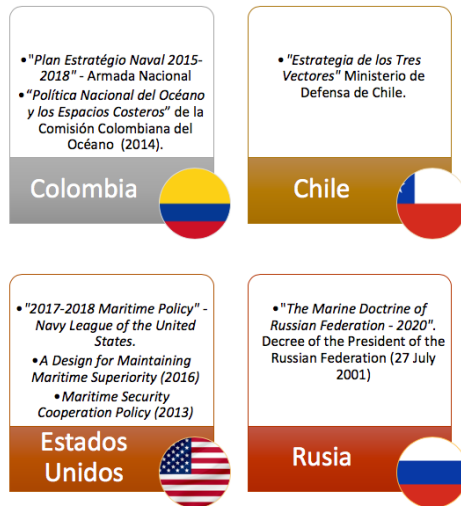 •"Plan Estratégio Naval 2015-
2018" - Armada Nacional
•“Política Nacional del Océano
y los Espacios Costeros” de la
Comisión Colombiana del
Océano (2014).
Colombia
•"Estrategia de los Tres
Vectores" Ministerio de
Defensa de Chile.
Chile
•"2017-2018 Maritime Policy" -
Navy League of the United
States.
•A Design for Maintaining
Maritime Superiority (2016)
•Maritime Security
Cooperation Policy (2013)
Estados
Unidos
•"The Marine Doctrine of
Russian Federation - 2020".
Decree of the President of the
Russian Federation (27 July
2001)
Rusia